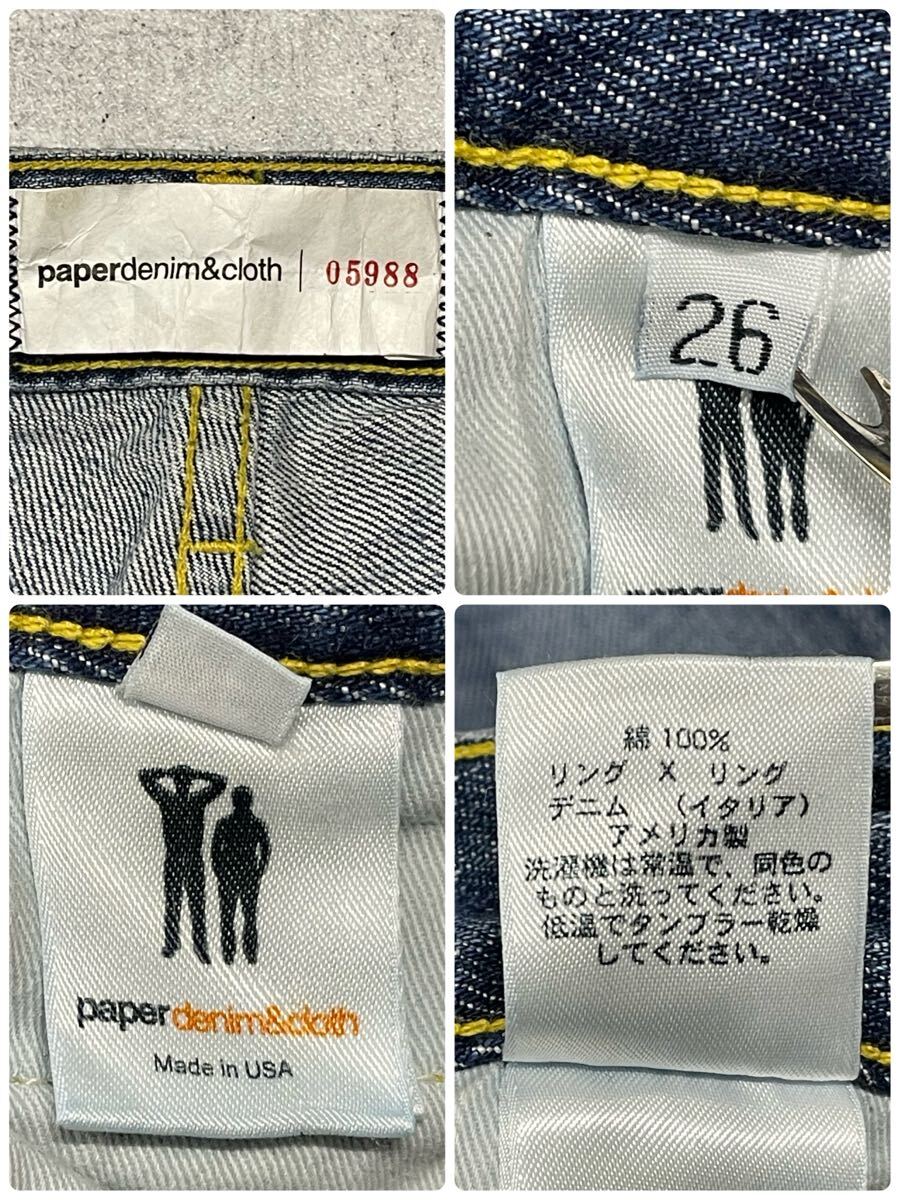 paperdenim&cloth | 05988
26
paperdenim&cloth
Made in USA
綿 100%
リング X リング
デニム （イタリア）
アメリカ製
洗濯機は常温で、同色の
ものと洗ってください。
低温でタンブラー乾燥
してください。